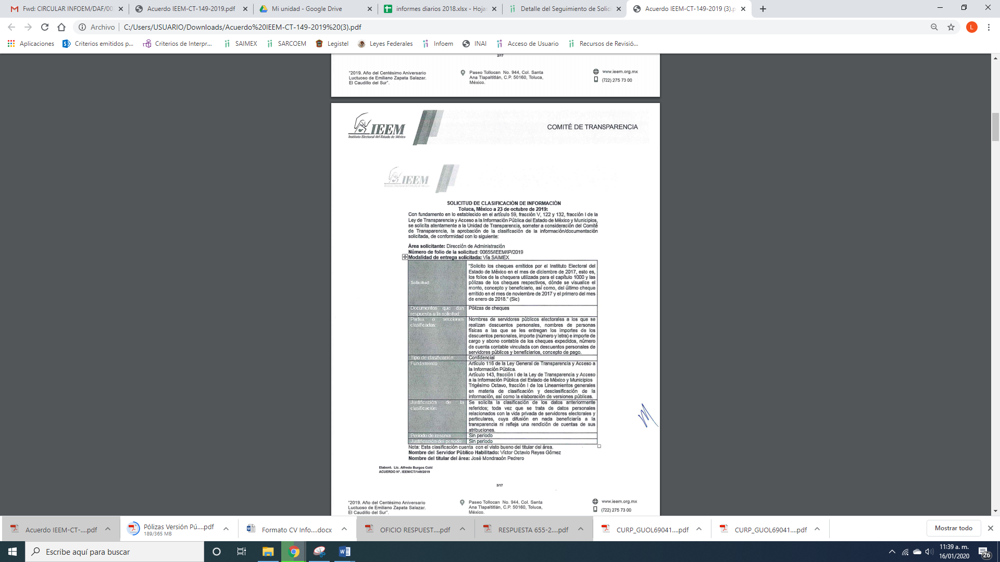 Fwd: CIRCULAR INFOEM/DAF/00
Acuerdo IEEM-CT-149-2019.pdf
Mi unidad - Google Drive
informes diarios 2018.xlsx - Hoja
Detalle del Seguimiento de Solici
Acuerdo IEEM-CT-149-2019 (3).p
Archivo
C:/Users/USUARIO/Downloads/Acuerdo%20IEEM-CT-149-2019%20(3).pdf
L
Aplicaciones
Criterios emitidos p...
Criterios de Interpr...
SAIMEX
SARCOEM
Legistel
Leyes Federales
Infoem
INAI
Acceso de Usuario
Recursos de Revisió...
2/17
"2019. Año del Centésimo Aniversario
Luctuoso de Emiliano Zapata Salazar.
El Caudillo del Sur".
Paseo Tollocan No. 944, Col. Santa
Ana Tlapaltitlán, C.P. 50160, Toluca,
México.
www.ieem.org.mx
(722) 275 73 00
IEEM
Instituto Electoral del Estado de México
COMITÉ DE TRANSPARENCIA
IEEM
Instituto Electoral del Estado de México
SOLICITUD DE CLASIFICACIÓN DE INFORMACIÓN
Toluca, México a 23 de octubre de 2019:
Con fundamento en lo establecido en el artículo 59, fracción V, 122 y 132, fracción I de la
Ley de Transparencia y Acceso a la Información Pública del Estado de México y Municipios,
se solicita atentamente a la Unidad de Transparencia, someter a consideración del Comité
de Transparencia, la aprobación de la clasificación de la información/documentación
solicitada, de conformidad con lo siguiente:
Área solicitante: Dirección de Administración
Número de folio de la solicitud: 00655/IEEM/IP/2019
Modalidad de entrega solicitada: Vía SAIMEX
Solicitud:
"Solicito los cheques emitidos por el Instituto Electoral del
Estado de México en el mes de diciembre de 2017, esto es,
los folios de la chequera utilizada para el capítulo 1000 y las
pólizas de los cheques respectivos, dónde se visualice el
monto, concepto y beneficiario, así como, del último cheque
emitido en el mes de noviembre de 2017 y el primero del mes
de enero de 2018." (Sic)
Documentos que dan
respuesta a la solicitud:
Pólizas de cheques
Partes o secciones
clasificadas:
Nombres de servidores públicos electorales a los que se
realizan descuentos personales, nombres de personas
físicas a las que se les entregan los importes de los
descuentos personales, importe (número y letra) e importe de
cargo y abono contable de los cheques expedidos, número
de cuenta contable vinculada con descuentos personales de
servidores públicos y beneficiarios, concepto de pago.
Tipo de clasificación
Confidencial
Fundamento
Artículo 116 de la Ley General de Transparencia y Acceso a
la Información Pública.
Artículo 143, fracción I de la Ley de Transparencia y Acceso
a la Información Pública del Estado de México y Municipios
Trigésimo Octavo, fracción I de los Lineamientos generales
en materia de clasificación y desclasificación de la
información, así como la elaboración de versiones públicas.
Justificación de la
clasificación:
Se solicita la clasificación de los datos anteriormente
referidos; toda vez que se trata de datos personales
relacionados con la vida privada de servidores electorales y
particulares, cuya difusión en nada beneficiaría a la
transparencia ni refleja una rendición de cuentas de sus
atribuciones.
Periodo de reserva
Sin periodo
Justificación del periodo:
Sin periodo
Nota: Esta clasificación cuenta con el visto bueno del titular del área.
Nombre del Servidor Público Habilitado: Víctor Octavio Reyes Gómez
Nombre del titular del área: José Mondragón Pedrero
Elaboró. Lic. Alfredo Burgos Cohl
ACUERDO N°. IEEM/CT/149/2019
3/17
"2019. Año del Centésimo Aniversario
Luctuoso de Emiliano Zapata Salazar.
El Caudillo del Sur".
Paseo Tollocan No. 944, Col. Santa
Ana Tlapaltitlán, C.P. 50160, Toluca,
México.
www.ieem.org.mx
(722) 275 73 00
Acuerdo IEEM-CT-....pdf
Pólizas Versión Pú....pdf
189/365 MB
Formato CV Info....docx
OFICIO RESPUEST....pdf
RESPUESTA 655-2....pdf
CURP_GUOL69041....pdf
CURP_GUOL69041....pdf
Mostrar todo
Escribe aquí para buscar
11:39 a. m.
16/01/2020
26